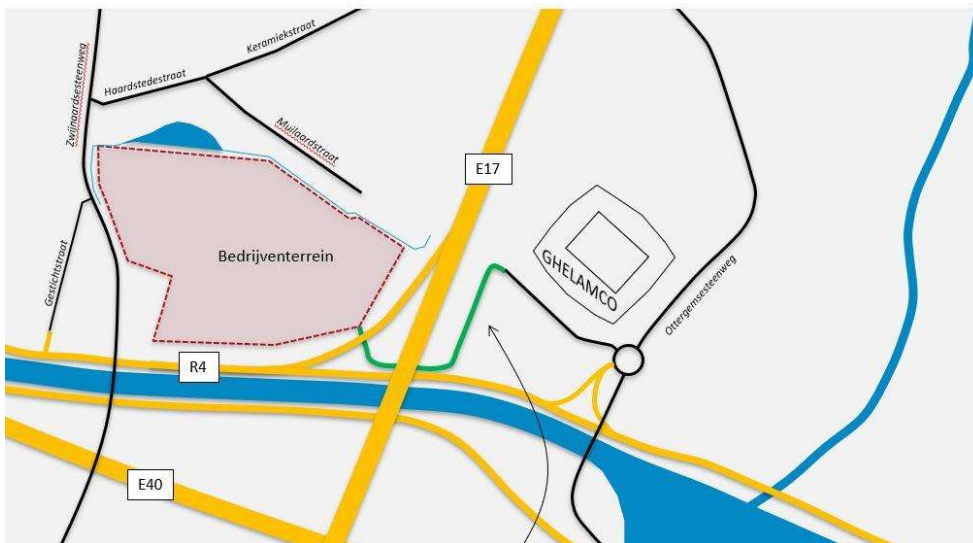 Keramiekstraat
Zwijnaardsesteenweg
Haardstedestraat
Muilaardstraat
E17
Bedrijventerrein
GHELAMCO
Gestichtstraat
Ottergemsesteenweg
R4
E40